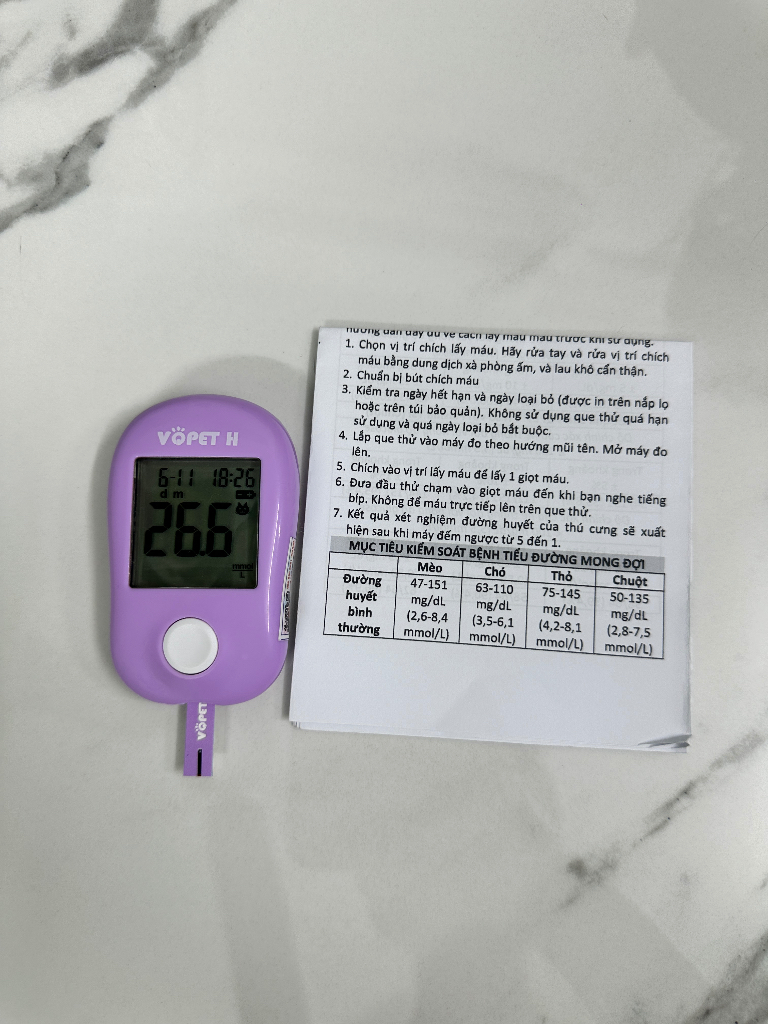 VOPET H
6-11 18:26
d m
26.6
mmol
L
VOPET
hướng dẫn đầy đủ về cách lấy mẫu máu trước khi sử dụng.
1. Chọn vị trí chích lấy máu. Hãy rửa tay và rửa vị trí chích
máu bằng dung dịch xà phòng ấm, và lau khô cẩn thận.
2. Chuẩn bị bút chích máu
3. Kiểm tra ngày hết hạn và ngày loại bỏ (được in trên nắp lọ
hoặc trên túi bảo quản). Không sử dụng que thử quá hạn
sử dụng và quá ngày loại bỏ bắt buộc.
4. Lắp que thử vào máy đo theo hướng mũi tên. Mở máy đo
lên.
5. Chích vào vị trí lấy máu để lấy 1 giọt máu.
6. Đưa đầu thử chạm vào giọt máu đến khi bạn nghe tiếng
bíp. Không để máu trực tiếp lên trên que thử.
7. Kết quả xét nghiệm đường huyết của thú cưng sẽ xuất
hiện sau khi máy đếm ngược từ 5 đến 1.
MỤC TIÊU KIỂM SOÁT BỆNH TIỂU ĐƯỜNG MONG ĐỢI
Mèo Chó Thỏ Chuột
Đường huyết bình thường
47-151 63-110 75-145 50-135
mg/dL mg/dL mg/dL mg/dL
(2,6-8,4 (3,5-6,1 (4,2-8,1 (2,8-7,5
mmol/L) mmol/L) mmol/L) mmol/L)